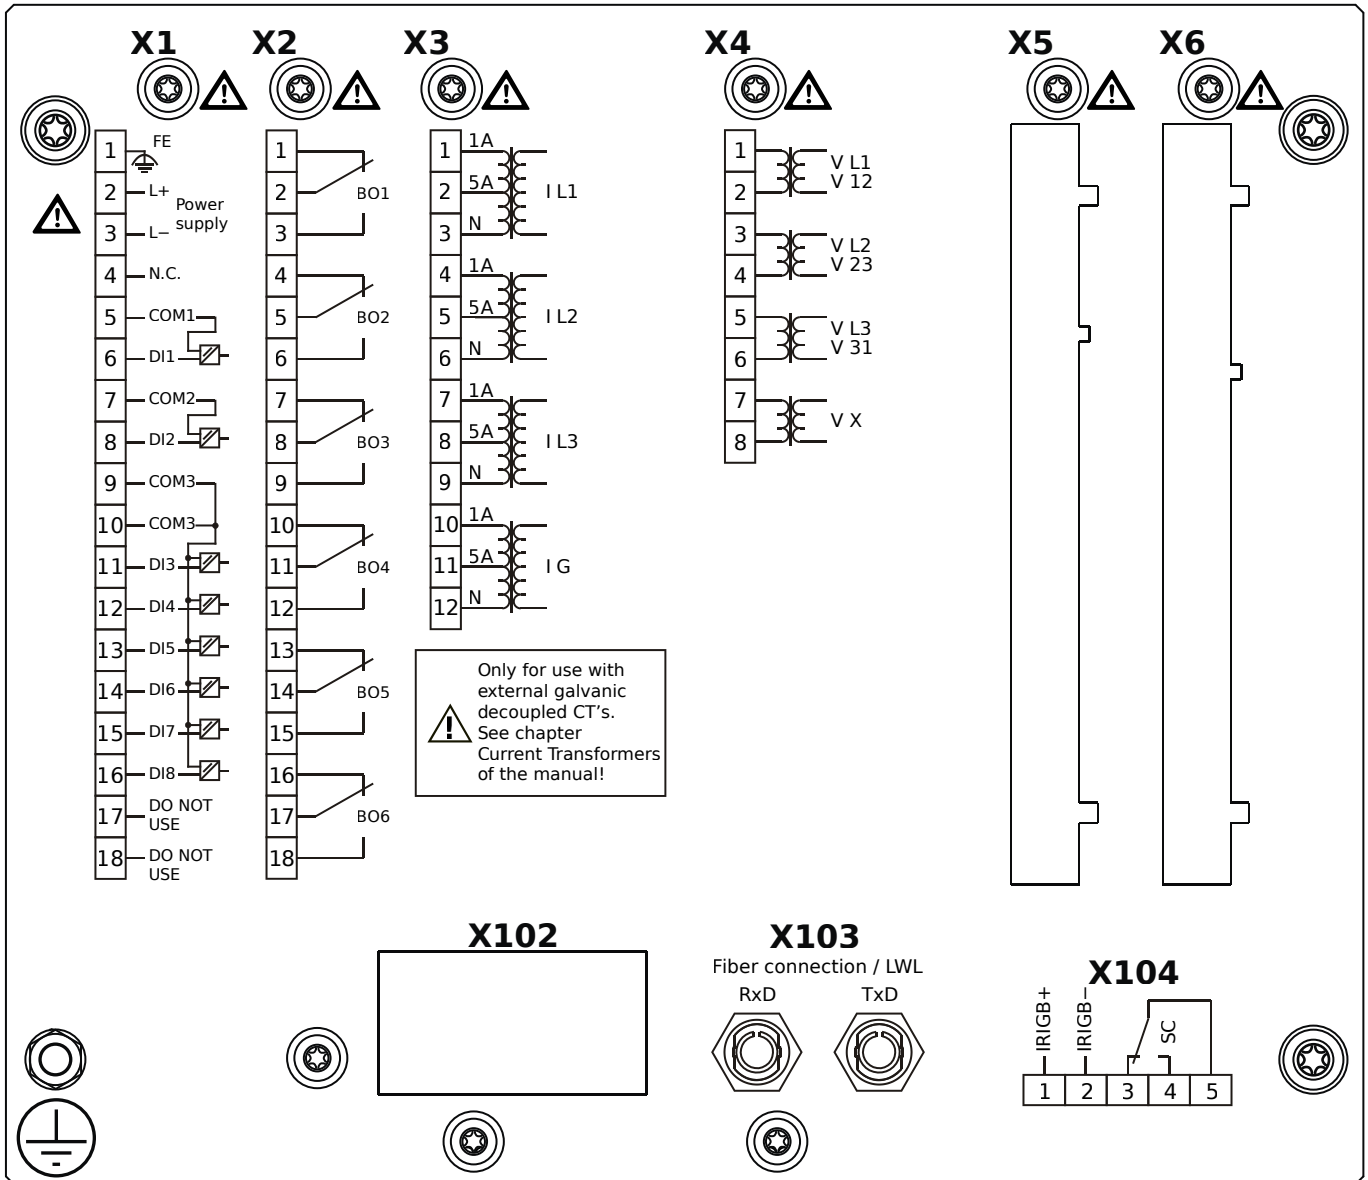 X1
X2
X3
X4
X5
X6
1
FE
2
L+
Power
supply
3
L−
4
N.C.
5
COM1
6
DI1
7
COM2
8
DI2
9
COM3
10
COM3
11
DI3
12
DI4
13
DI5
14
DI6
15
DI7
16
DI8
17
DO NOT
USE
18
DO NOT
USE
1
2
BO1
3
4
5
BO2
6
7
8
BO3
9
10
11
BO4
12
13
14
BO5
15
16
17
BO6
18
1
1A
2
5A
I L1
3
N
4
1A
5
5A
I L2
6
N
7
1A
8
5A
I L3
9
N
10
1A
11
5A
I G
12
N
Only for use with
external galvanic
decoupled CT's.
See chapter
Current Transformers
of the manual!
1
V L1
2
V 12
3
V L2
4
V 23
5
V L3
6
V 31
7
V X
8
X102
X103
Fiber connection / LWL
RxD
TxD
X104
IRIGB+
IRIGB−
SC
1
2
3
4
5